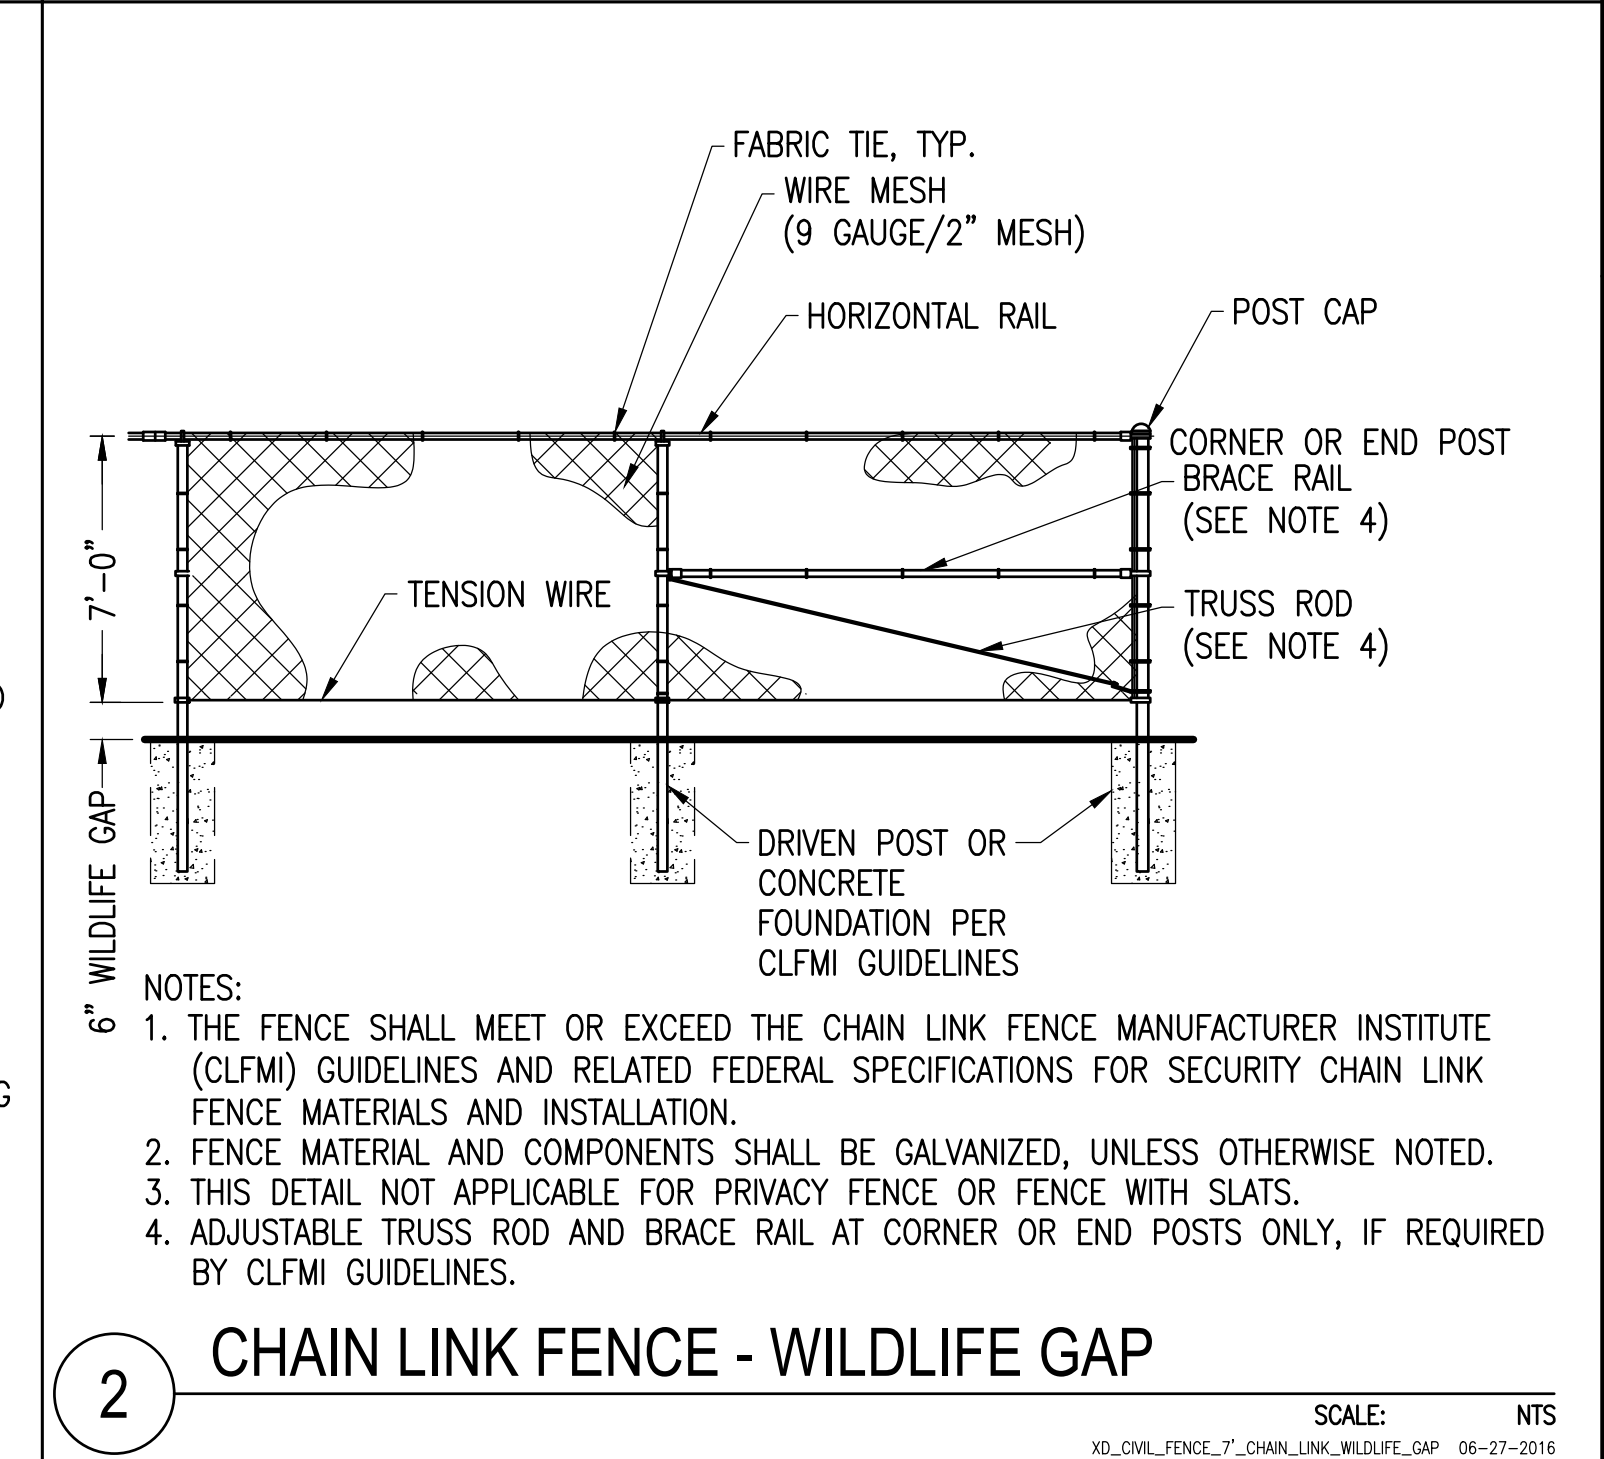 FABRIC TIE, TYP.
WIRE MESH
(9 GAUGE/2" MESH)
HORIZONTAL RAIL
POST CAP
CORNER OR END POST
BRACE RAIL
(SEE NOTE 4)
7'-0"
TENSION WIRE
TRUSS ROD
(SEE NOTE 4)
6" WILDLIFE GAP
DRIVEN POST OR
CONCRETE
FOUNDATION PER
CLFMI GUIDELINES
NOTES:
1. THE FENCE SHALL MEET OR EXCEED THE CHAIN LINK FENCE MANUFACTURER INSTITUTE
(CLFMI) GUIDELINES AND RELATED FEDERAL SPECIFICATIONS FOR SECURITY CHAIN LINK
FENCE MATERIALS AND INSTALLATION.
2. FENCE MATERIAL AND COMPONENTS SHALL BE GALVANIZED, UNLESS OTHERWISE NOTED.
3. THIS DETAIL NOT APPLICABLE FOR PRIVACY FENCE OR FENCE WITH SLATS.
4. ADJUSTABLE TRUSS ROD AND BRACE RAIL AT CORNER OR END POSTS ONLY, IF REQUIRED
BY CLFMI GUIDELINES.
2 CHAIN LINK FENCE - WILDLIFE GAP
SCALE: NTS
XD_CIVIL_FENCE_7'_CHAIN_LINK_WILDLIFE_GAP 06-27-2016